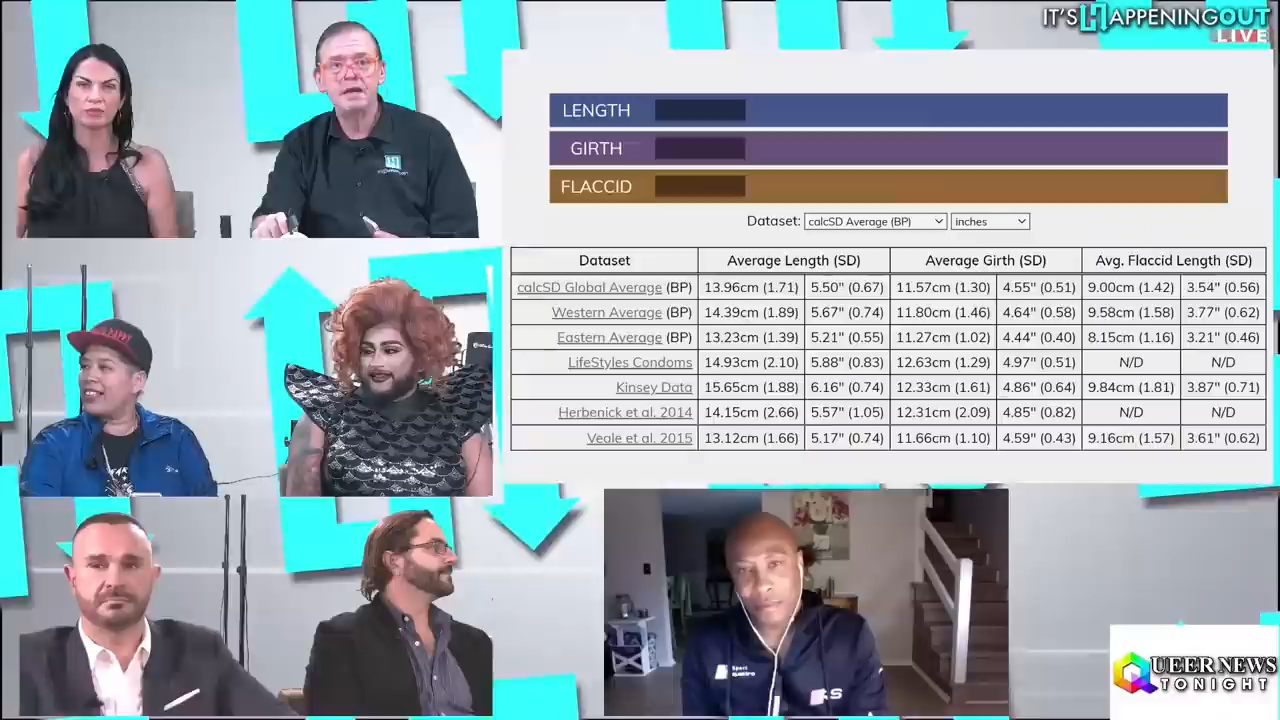 IT'S HAPPENINGOUT
LIVE
LENGTH
GIRTH
FLACCID
Dataset: calcSD Average (BP) inches
Dataset Average Length (SD) Average Girth (SD) Avg. Flaccid Length (SD)
calcSD Global Average (BP) 13.96cm (1.71) 5.50" (0.67) 11.57cm (1.30) 4.55" (0.51) 9.00cm (1.42) 3.54" (0.56)
Western Average (BP) 14.39cm (1.89) 5.67" (0.74) 11.80cm (1.46) 4.64" (0.58) 9.58cm (1.58) 3.77" (0.62)
Eastern Average (BP) 13.23cm (1.39) 5.21" (0.55) 11.27cm (1.02) 4.44" (0.40) 8.15cm (1.16) 3.21" (0.46)
LifeStyles Condoms 14.93cm (2.10) 5.88" (0.83) 12.63cm (1.29) 4.97" (0.51) N/D N/D
Kinsey Data 15.65cm (1.88) 6.16" (0.74) 12.33cm (1.61) 4.86" (0.64) 9.84cm (1.81) 3.87" (0.71)
Herbenick et al. 2014 14.15cm (2.66) 5.57" (1.05) 12.31cm (2.09) 4.85" (0.82) N/D N/D
Veale et al. 2015 13.12cm (1.66) 5.17" (0.74) 11.66cm (1.10) 4.59" (0.43) 9.16cm (1.57) 3.61" (0.62)
QUEER NEWS
TONIGHT